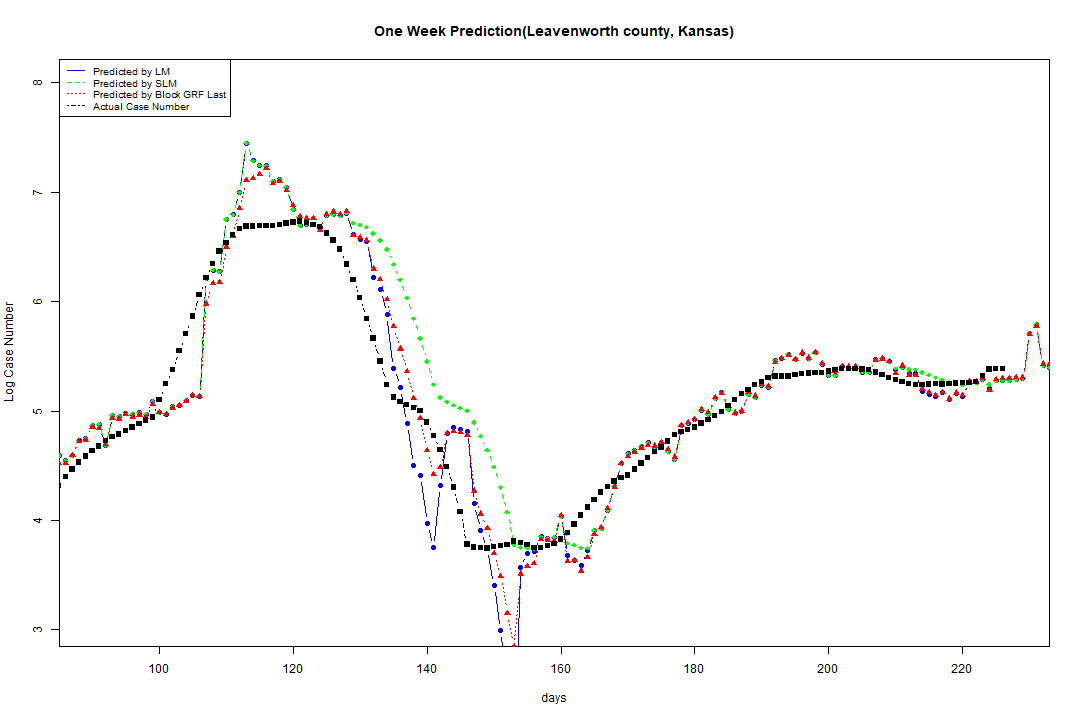 One Week Prediction(Leavenworth county, Kansas)
Predicted by LM
Predicted by SLM
Predicted by Block GRF Last
Actual Case Number
8
7
6
5
4
3
Log Case Number
100 120 140 160 180 200 220
days